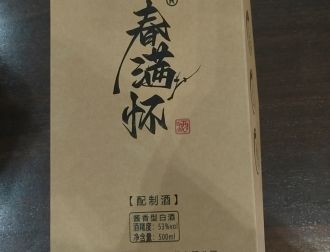 春满怀
酒
【配制酒】
酱香型白酒
酒精度：53%vol
净含量：500ml